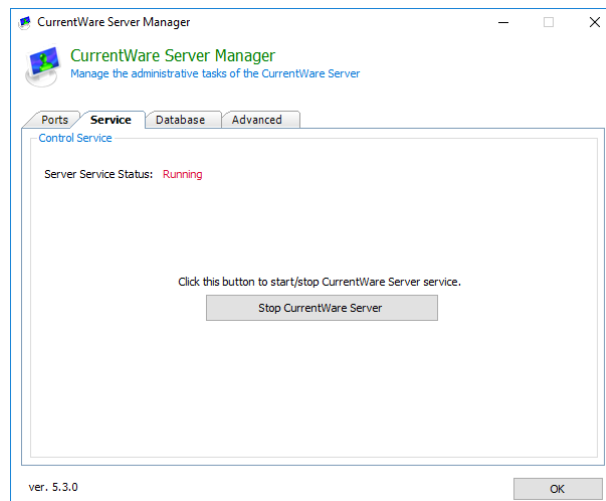 CurrentWare Server Manager
CurrentWare Server Manager
Manage the administrative tasks of the CurrentWare Server
Ports Service Database Advanced
Control Service
Server Service Status: Running
Click this button to start/stop CurrentWare Server service.
Stop CurrentWare Server
ver. 5.3.0 OK